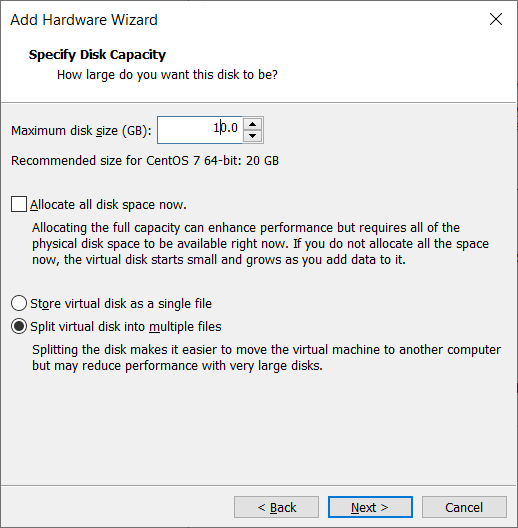 Add Hardware Wizard
Specify Disk Capacity
How large do you want this disk to be?
Maximum disk size (GB): 10.0
Recommended size for CentOS 7 64-bit: 20 GB
Allocate all disk space now.
Allocating the full capacity can enhance performance but requires all of the
physical disk space to be available right now. If you do not allocate all the space
now, the virtual disk starts small and grows as you add data to it.
Store virtual disk as a single file
Split virtual disk into multiple files
Splitting the disk makes it easier to move the virtual machine to another computer
but may reduce performance with very large disks.
< Back Next > Cancel